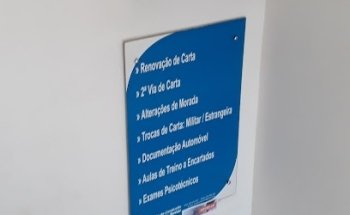 » Renovação de Carta
» 2ª Via de Carta
» Alterações de Morada
» Trocas de Carta: Militar / Estrangeira
» Documentação Automóvel
» Aulas de Treino a Encartados
» Exames Psicotécnicos